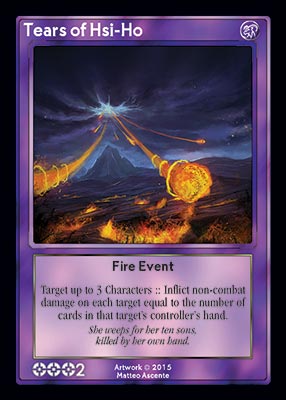 Tears of Hsi-Ho
Fire Event
Target up to 3 Characters :: Inflict non-combat
damage on each target equal to the number of
cards in that target's controller's hand.
She weeps for her ten sons,
killed by her own hand.
2
Artwork © 2015
Matteo Ascente